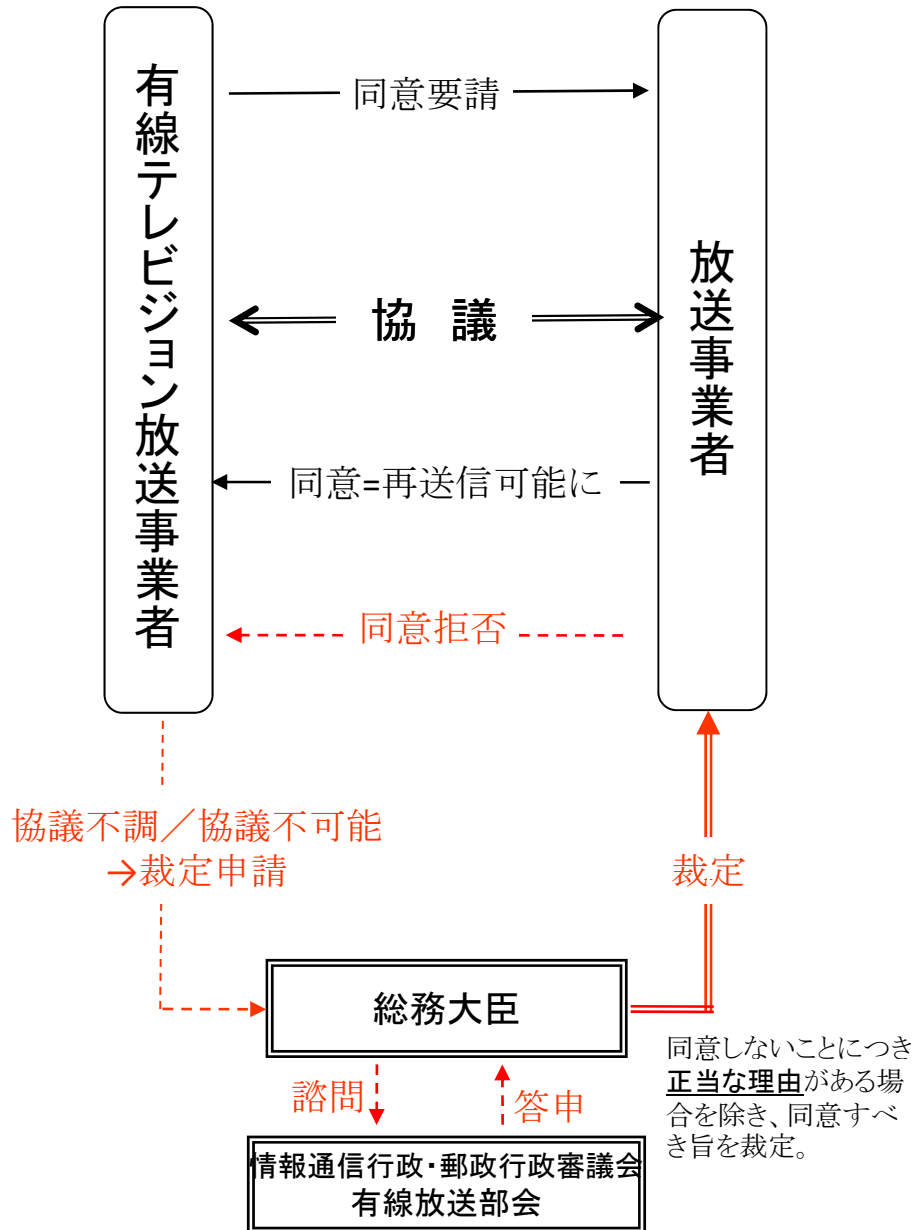 有線テレビジョン放送事業者
放送事業者
同意要請
協 議
同意=再送信可能に
同意拒否
協議不調／協議不可能
→裁定申請
裁定
総務大臣
同意しないことにつき
正当な理由がある場
合を除き、同意すべ
き旨を裁定。
諮問
答申
情報通信行政・郵政行政審議会
有線放送部会